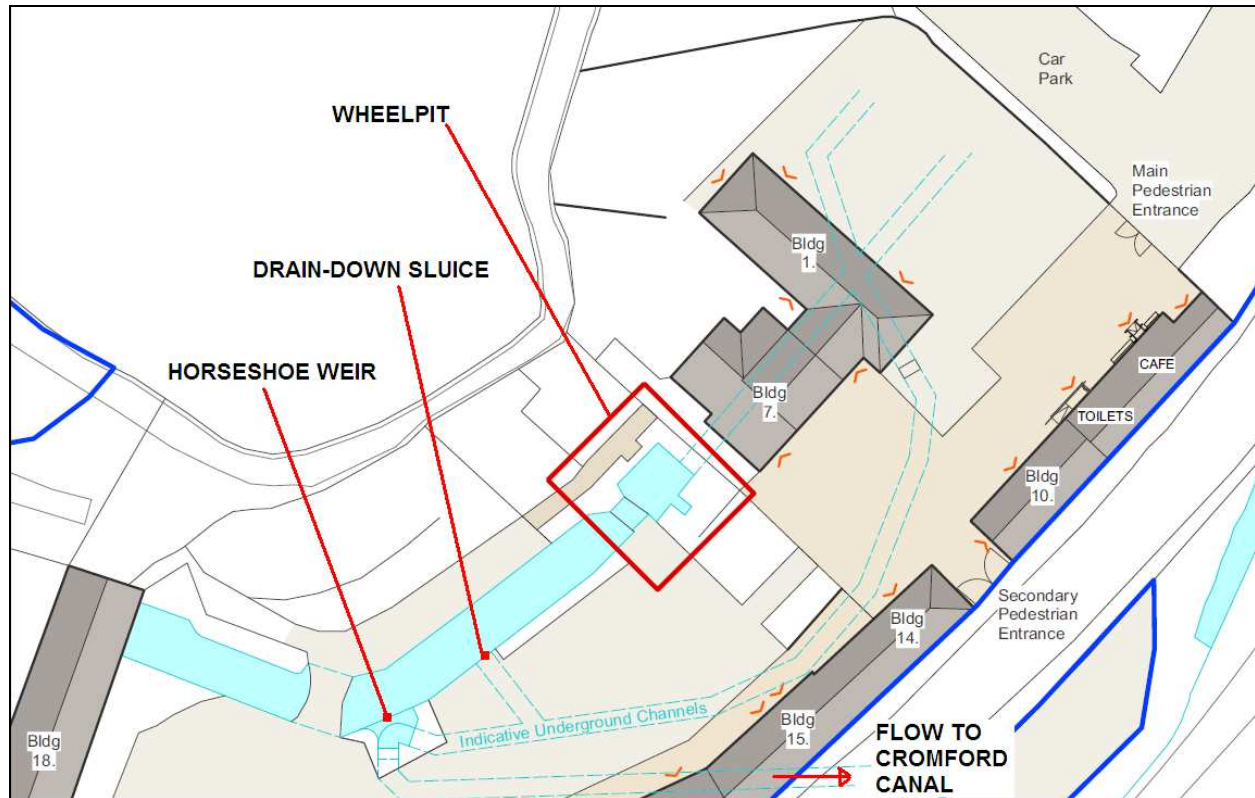 Car
Park
WHEELPIT
Main
Pedestrian
Entrance
Bldg
1.
DRAIN-DOWN SLUICE
HORSESHOE WEIR
CAFE
Bldg
7.
TOILETS
Bldg
10.
Secondary
Pedestrian
Entrance
Bldg
14.
Indicative Underground Channels
Bldg
15.
Bldg
18.
FLOW TO
CROMFORD
CANAL